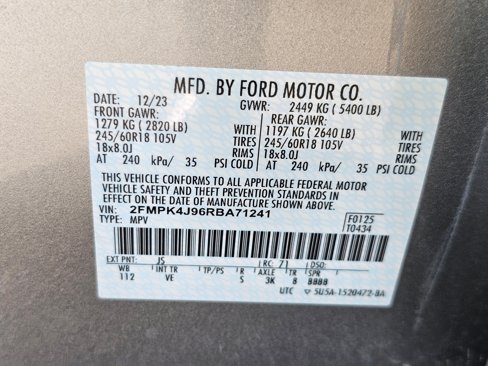 MFD. BY FORD MOTOR CO.
DATE: 12/23 GVWR: 2449 KG ( 5400 LB)
FRONT GAWR: REAR GAWR:
1279 KG ( 2820 LB) WITH 1197 KG ( 2640 LB) WITH
245/60R18 105V TIRES 245/60R18 105V TIRES
18x8.0J RIMS 18x8.0J RIMS
AT 240 kPa/ 35 PSI COLD AT 240 kPa/ 35 PSI COLD
THIS VEHICLE CONFORMS TO ALL APPLICABLE FEDERAL MOTOR
VEHICLE SAFETY AND THEFT PREVENTION STANDARDS IN
EFFECT ON THE DATE OF MANUFACTURE SHOWN ABOVE.
VIN: 2FMPK4J96RBA71241 F0125
TYPE: MPV T0434
EXT PNT: JS RC: 71 DSO:
WB INT TR TP/PS R AXLE TR SPR
112 VE S 3K 8 8888
UTC ▽ 5U5A-1520472-BA